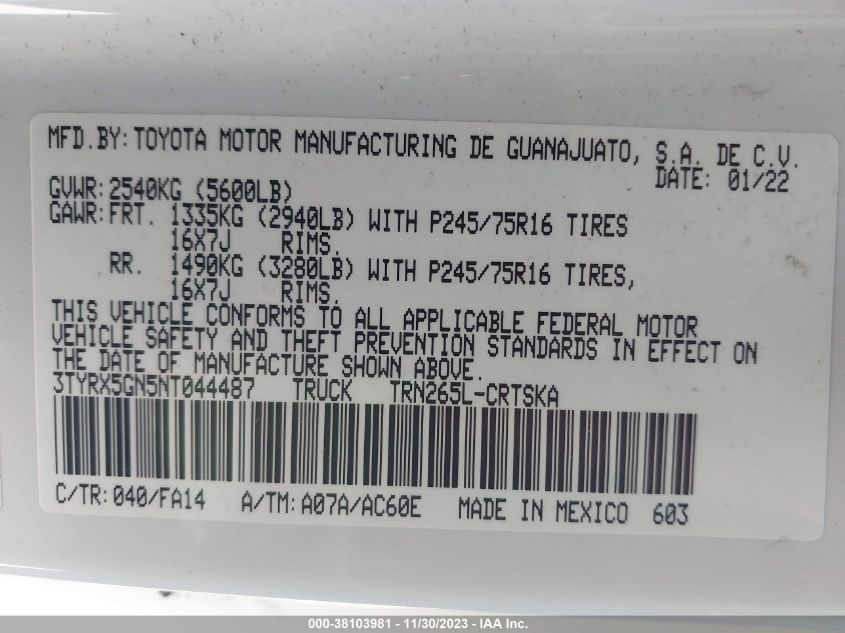 MFD.BY: TOYOTA MOTOR MANUFACTURING DE GUANAJUATO, S.A. DE C.V.
DATE: 01/22
GVWR: 2540KG (5600LB)
GAWR: FRT. 1335KG (2940LB) WITH P245/75R16 TIRES
16X7J RIMS,
RR. 1490KG (3280LB) WITH P245/75R16 TIRES,
16X7J RIMS.
THIS VEHICLE CONFORMS TO ALL APPLICABLE FEDERAL MOTOR
VEHICLE SAFETY AND THEFT PREVENTION STANDARDS IN EFFECT ON
THE DATE OF MANUFACTURE SHOWN ABOVE.
3TYRX5GN5NT044487 TRUCK TRN265L-CRTSKA
C/TR: 040/FA14 A/TM: A07A/AC60E MADE IN MEXICO 603
000-38103981 - 11/30/2023 - IAA Inc.